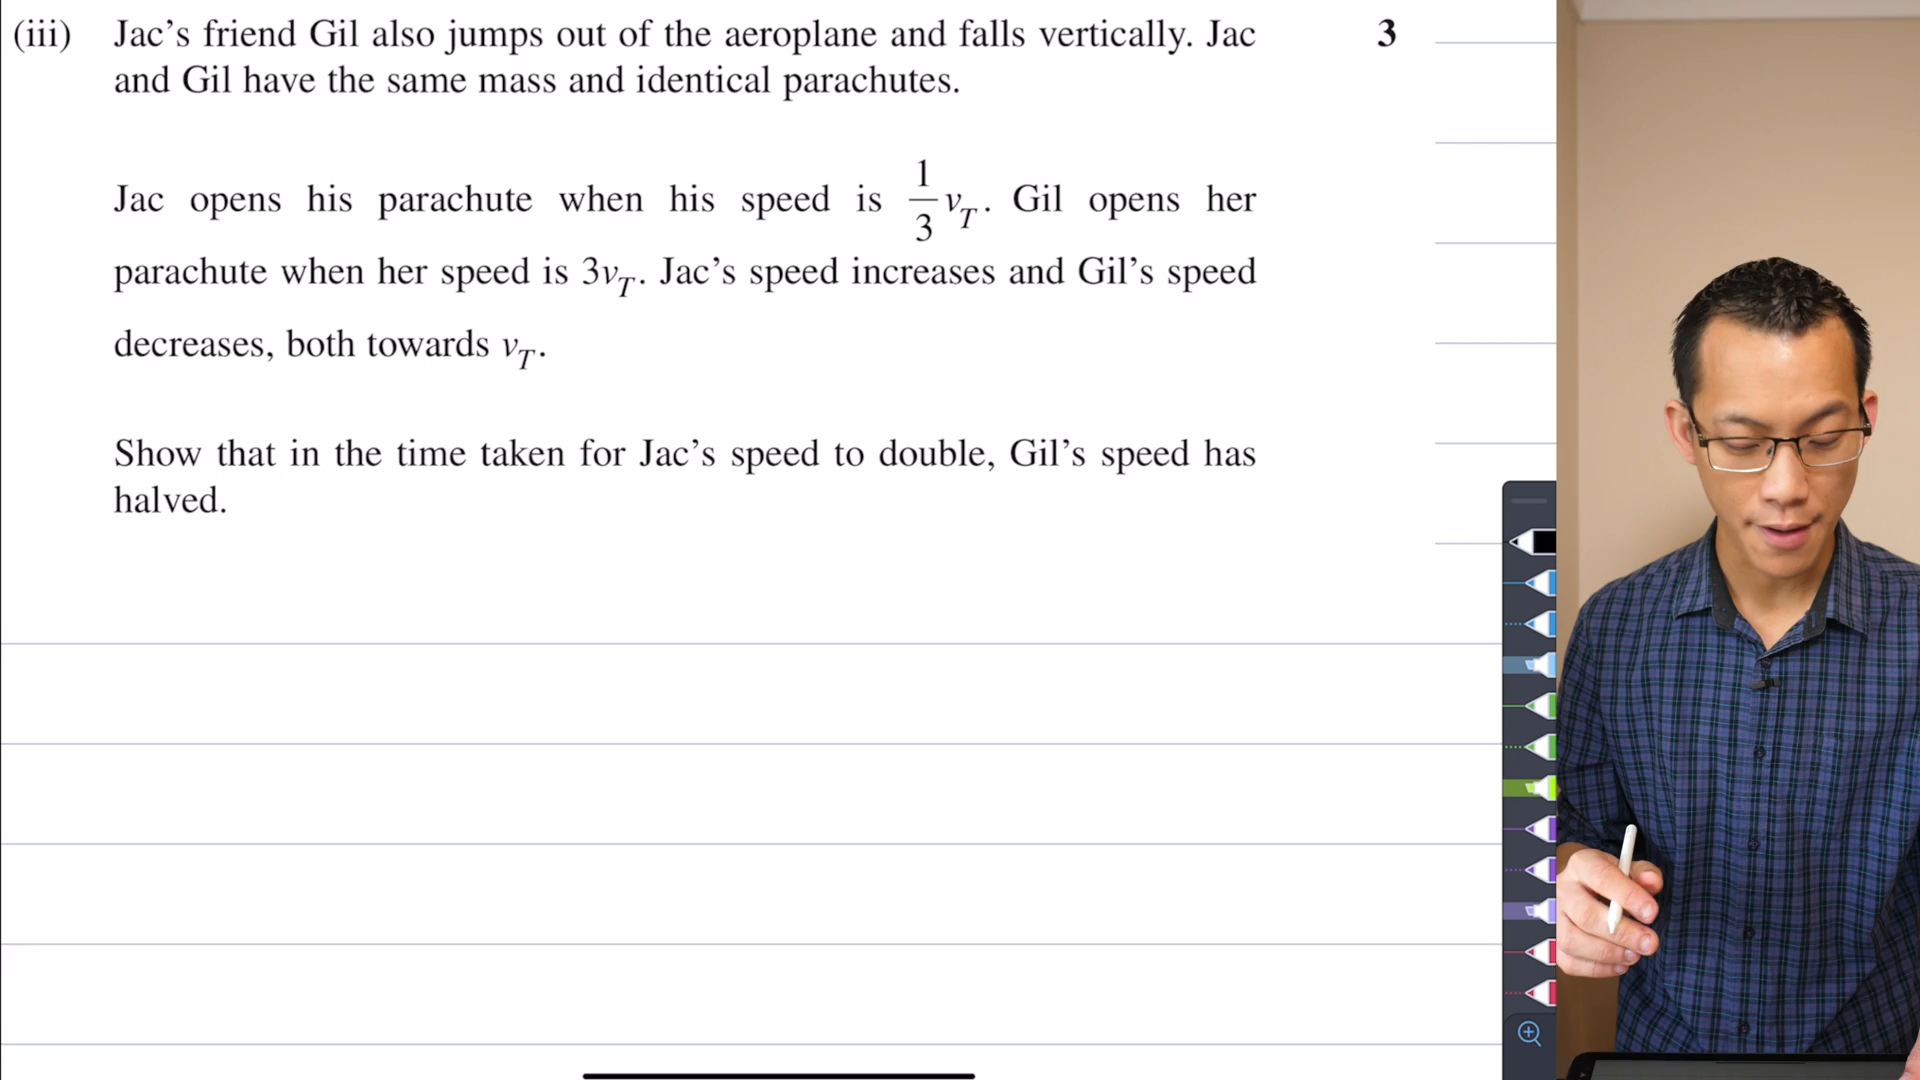 (iii) Jac’s friend Gil also jumps out of the aeroplane and falls vertically. Jac 3
and Gil have the same mass and identical parachutes.
Jac opens his parachute when his speed is 1/3 v_T. Gil opens her
parachute when her speed is 3v_T. Jac’s speed increases and Gil’s speed
decreases, both towards v_T.
Show that in the time taken for Jac’s speed to double, Gil’s speed has
halved.